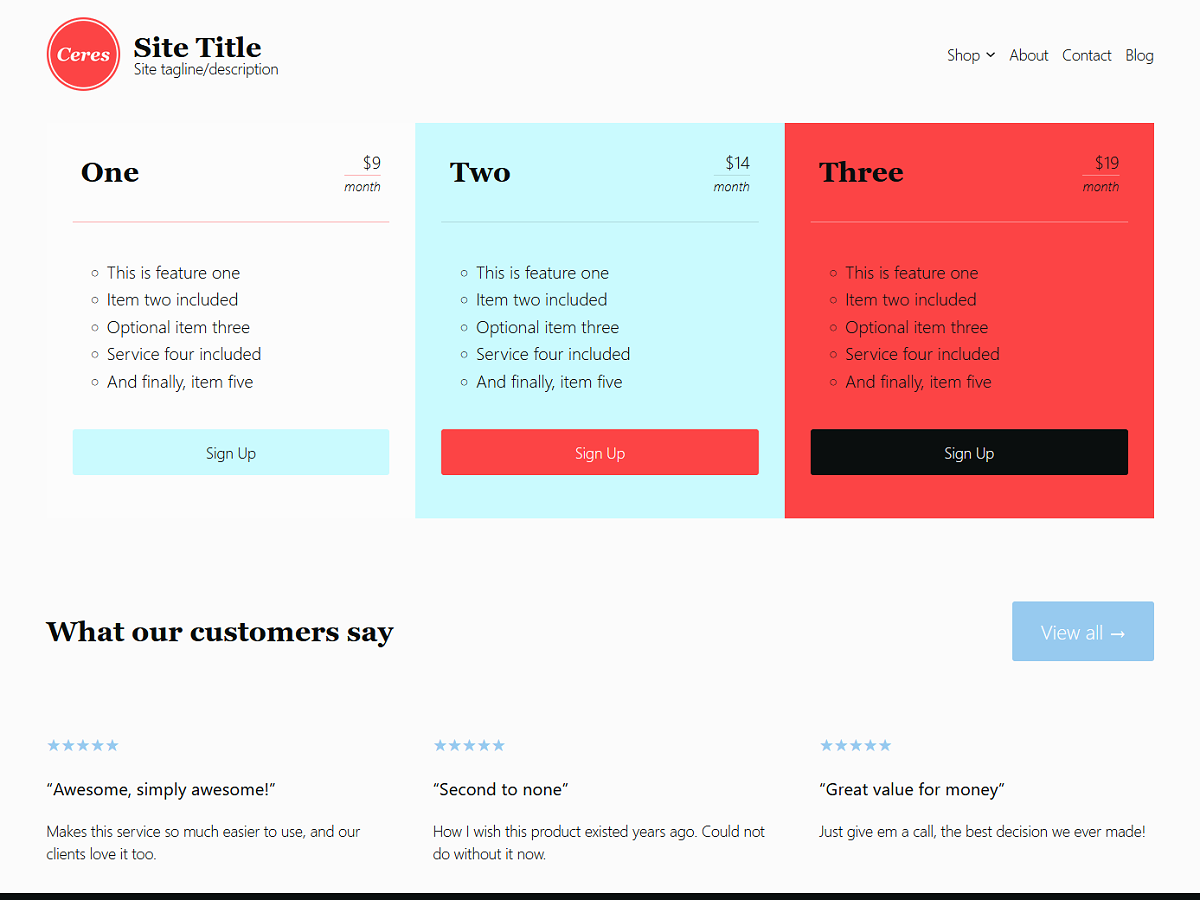 Ceres
Site Title
Site tagline/description
Shop About Contact Blog
One
$9
month
This is feature one
Item two included
Optional item three
Service four included
And finally, item five
Sign Up
Two
$14
month
This is feature one
Item two included
Optional item three
Service four included
And finally, item five
Sign Up
Three
$19
month
This is feature one
Item two included
Optional item three
Service four included
And finally, item five
Sign Up
What our customers say
View all →
★★★★★
“Awesome, simply awesome!”
Makes this service so much easier to use, and our
clients love it too.
★★★★★
“Second to none”
How I wish this product existed years ago. Could not
do without it now.
★★★★★
“Great value for money”
Just give em a call, the best decision we ever made!